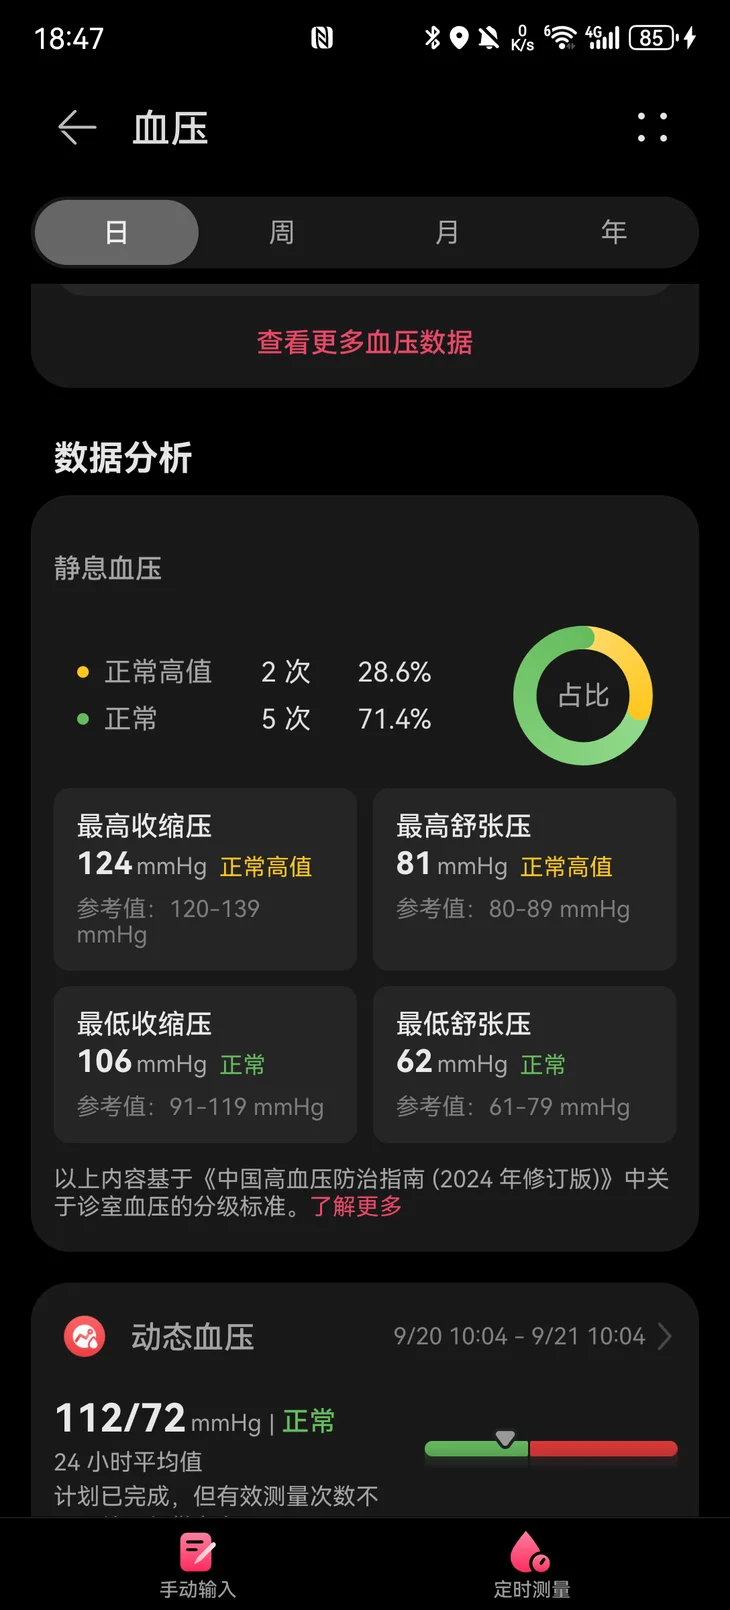 18:47
0 K/s 6 4G 85
血压
日 周 月 年
查看更多血压数据
数据分析
静息血压
正常高值 2 次 28.6%
正常 5 次 71.4%
占比
最高收缩压
124 mmHg 正常高值
参考值：120-139
mmHg
最高舒张压
81 mmHg 正常高值
参考值：80-89 mmHg
最低收缩压
106 mmHg 正常
参考值：91-119 mmHg
最低舒张压
62 mmHg 正常
参考值：61-79 mmHg
以上内容基于《中国高血压防治指南 (2024 年修订版)》中关
于诊室血压的分级标准。了解更多
动态血压 9/20 10:04 - 9/21 10:04
112/72 mmHg | 正常
24 小时平均值
计划已完成，但有效测量次数不
手动输入 定时测量